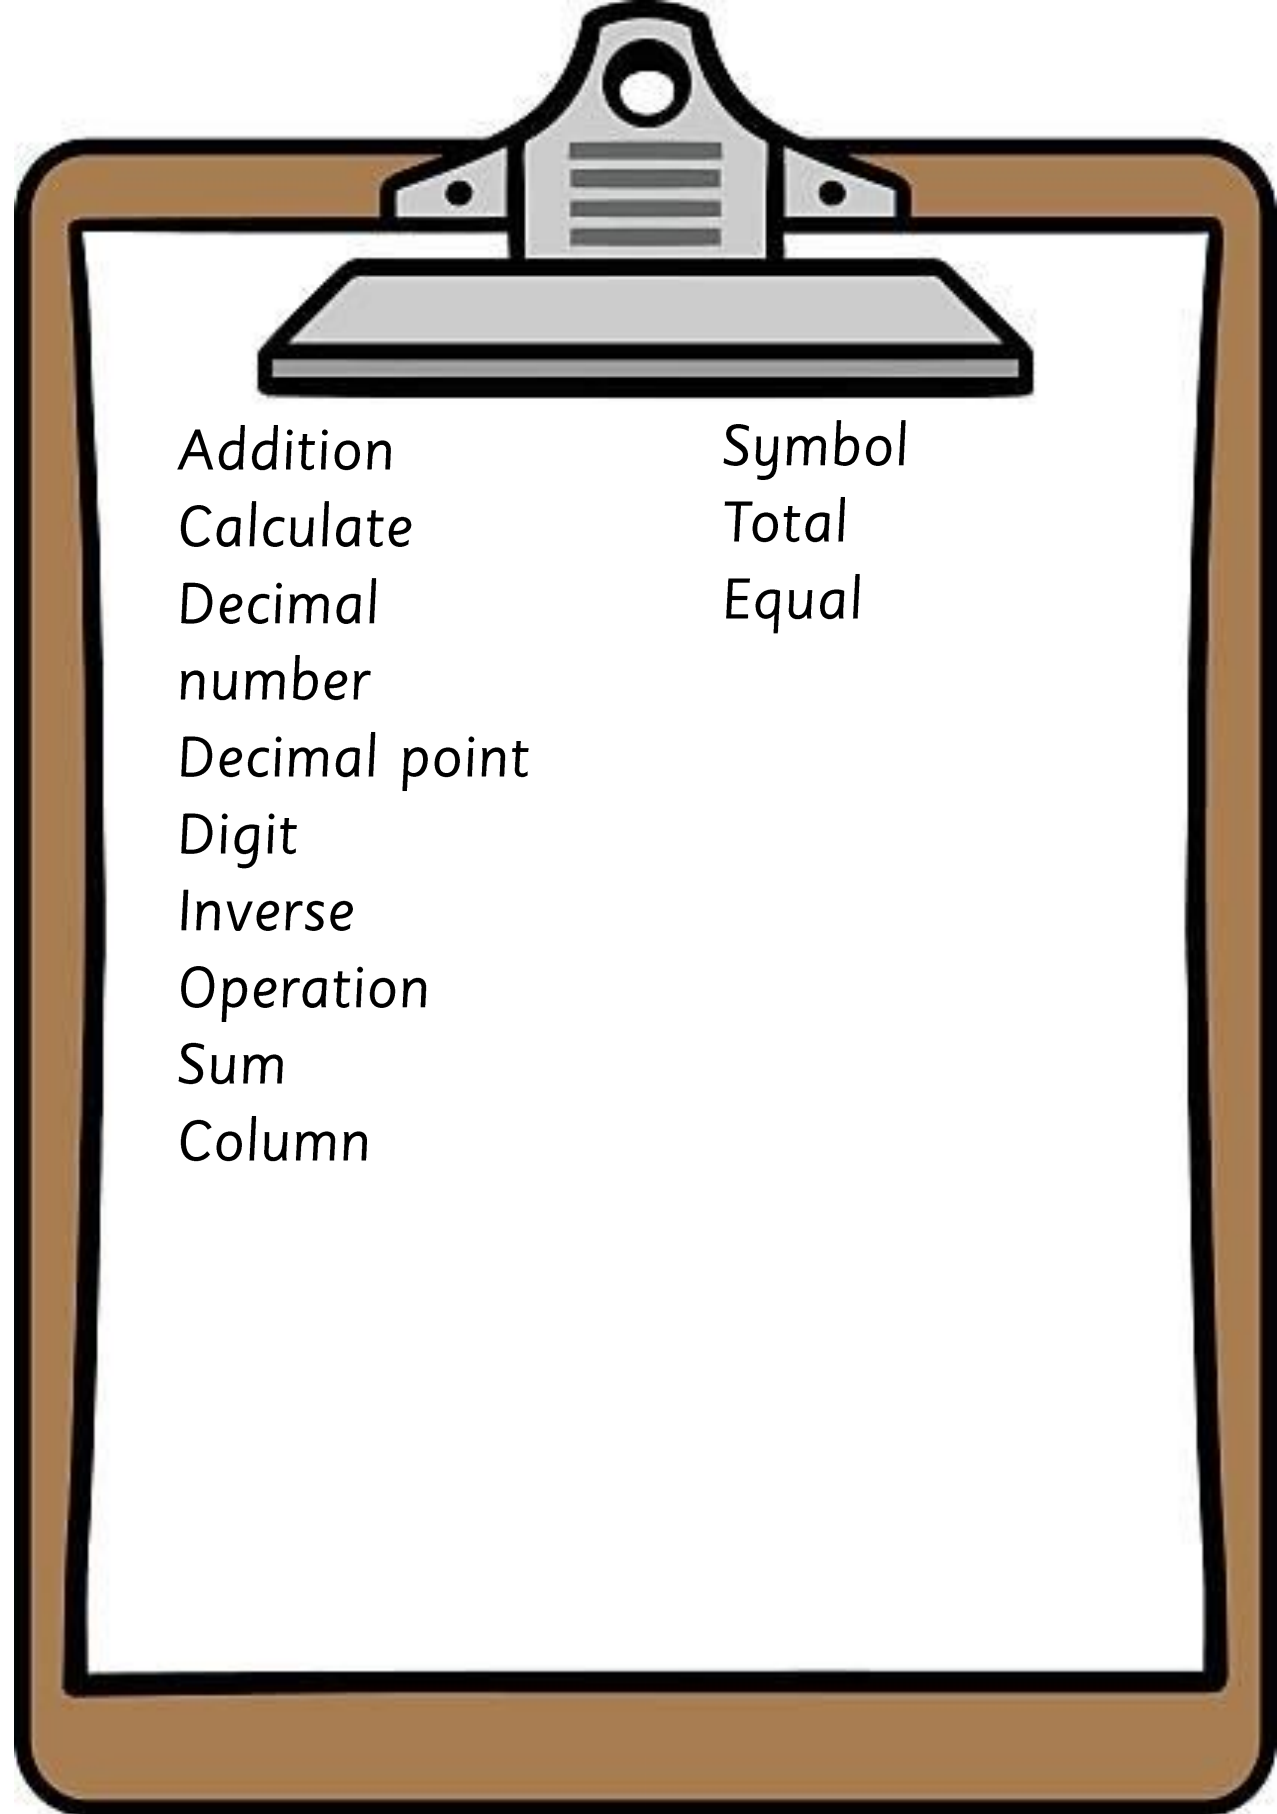 Addition
Calculate
Decimal
number
Decimal point
Digit
Inverse
Operation
Sum
Column
Symbol
Total
Equal